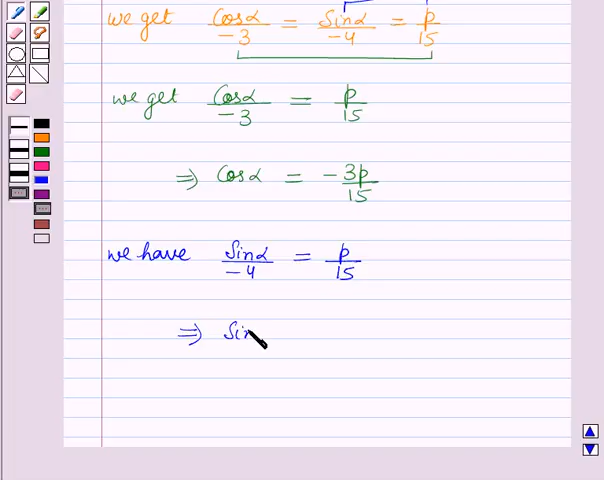 we get Cosα/-3 = Sinα/-4 = p/15
we get Cosα/-3 = p/15
⇒ Cosα = -3p/15
we have Sinα/-4 = p/15
⇒ Sin